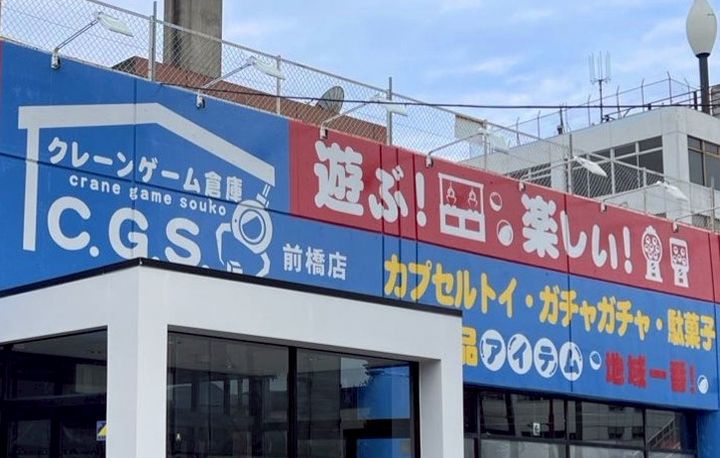 クレーンゲーム倉庫
crane game souko
C.G.S.
前橋店
遊ぶ!
楽しい!
カプセルトイ・ガチャガチャ・駄菓子
品アイテム
地域一番!